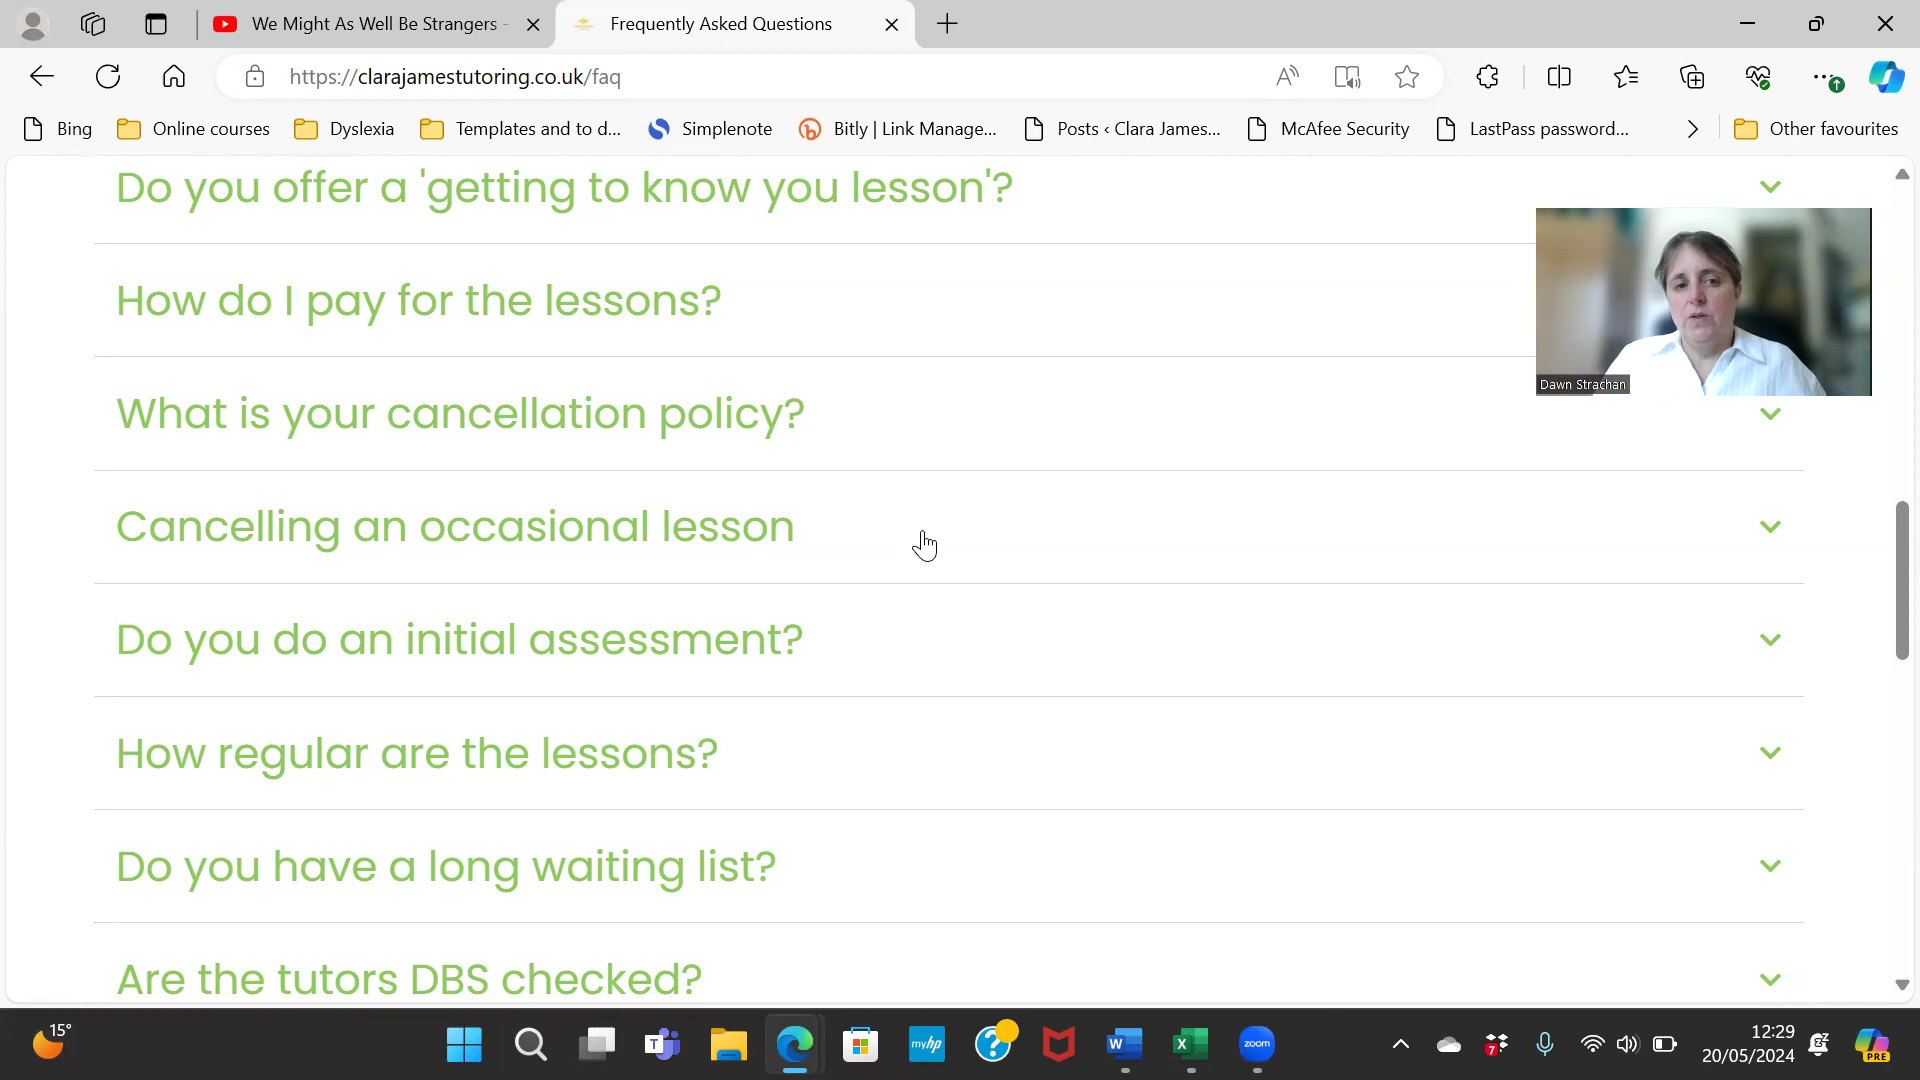 We Might As Well Be Strangers -
Frequently Asked Questions
https://clarajamestutoring.co.uk/faq
Bing
Online courses
Dyslexia
Templates and to d...
Simplenote
Bitly | Link Manage...
Posts ‹ Clara James...
McAfee Security
LastPass password...
Other favourites
Do you offer a 'getting to know you lesson'?
How do I pay for the lessons?
Dawn Strachan
What is your cancellation policy?
Cancelling an occasional lesson
Do you do an initial assessment?
How regular are the lessons?
Do you have a long waiting list?
Are the tutors DBS checked?
15°
myhp
zoom
7
12:29
20/05/2024
PRE